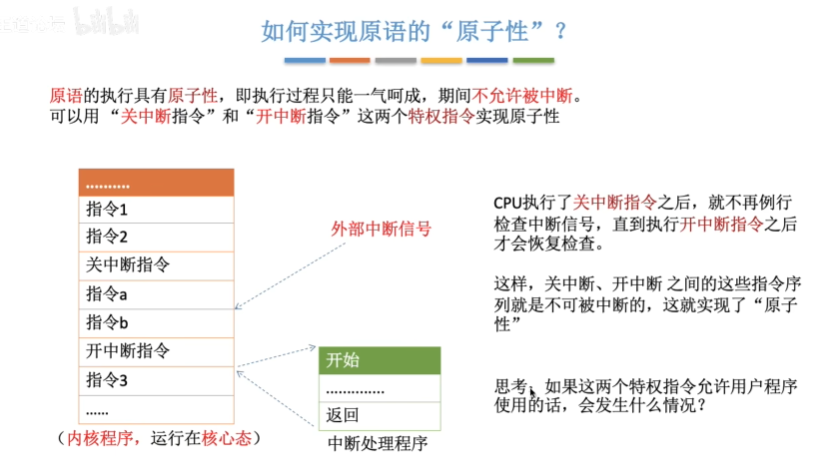 如何实现原语的“原子性”？
原语的执行具有原子性，即执行过程只能一气呵成，期间不允许被中断。
可以用 “关中断指令”和“开中断指令”这两个特权指令实现原子性
..........
指令1
指令2
关中断指令
指令a
指令b
开中断指令
指令3
......
（内核程序，运行在核心态）
外部中断信号
开始
..............
返回
中断处理程序
CPU执行了关中断指令之后，就不再例行
检查中断信号，直到执行开中断指令之后
才会恢复检查。
这样，关中断、开中断 之间的这些指令序
列就是不可被中断的，这就实现了“原子
性”
思考：如果这两个特权指令允许用户程序
使用的话，会发生什么情况？